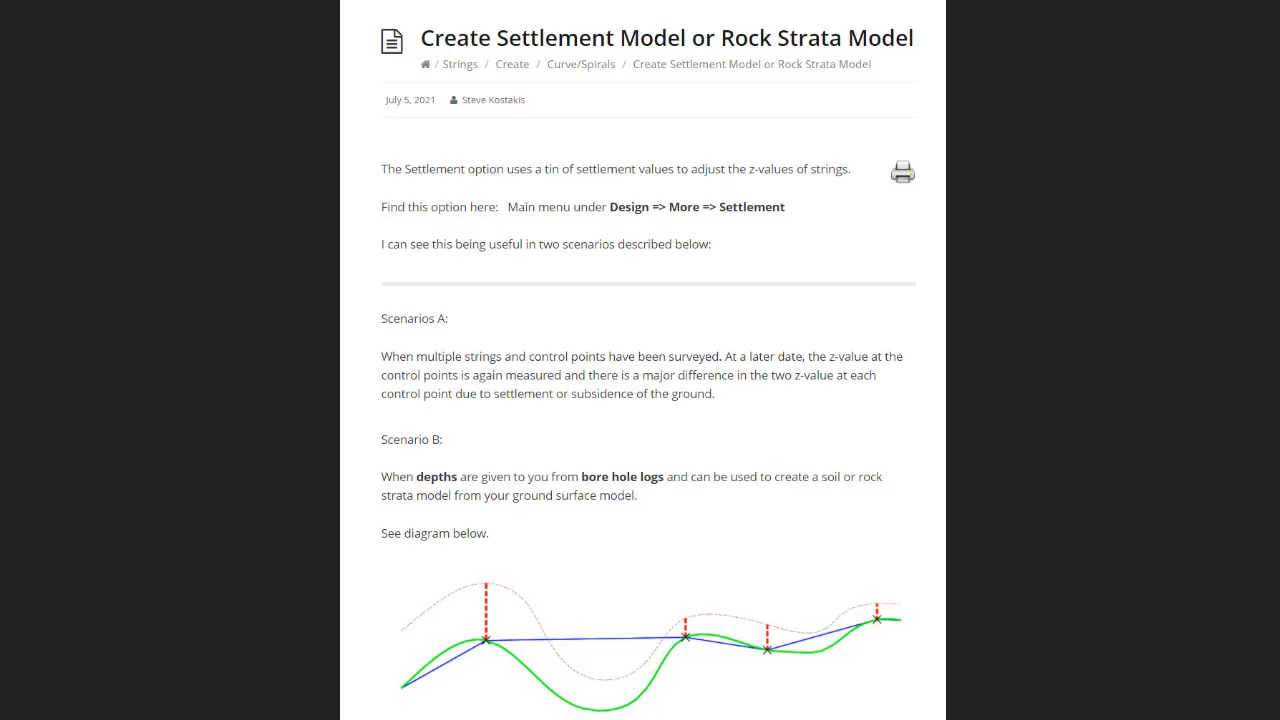 Create Settlement Model or Rock Strata Model
/ Strings / Create / Curve/Spirals / Create Settlement Model or Rock Strata Model
July 5, 2021 Steve Kostakis
The Settlement option uses a tin of settlement values to adjust the z-values of strings.
Find this option here: Main menu under Design => More => Settlement
I can see this being useful in two scenarios described below:
Scenarios A:
When multiple strings and control points have been surveyed. At a later date, the z-value at the
control points is again measured and there is a major difference in the two z-value at each
control point due to settlement or subsidence of the ground.
Scenario B:
When depths are given to you from bore hole logs and can be used to create a soil or rock
strata model from your ground surface model.
See diagram below.